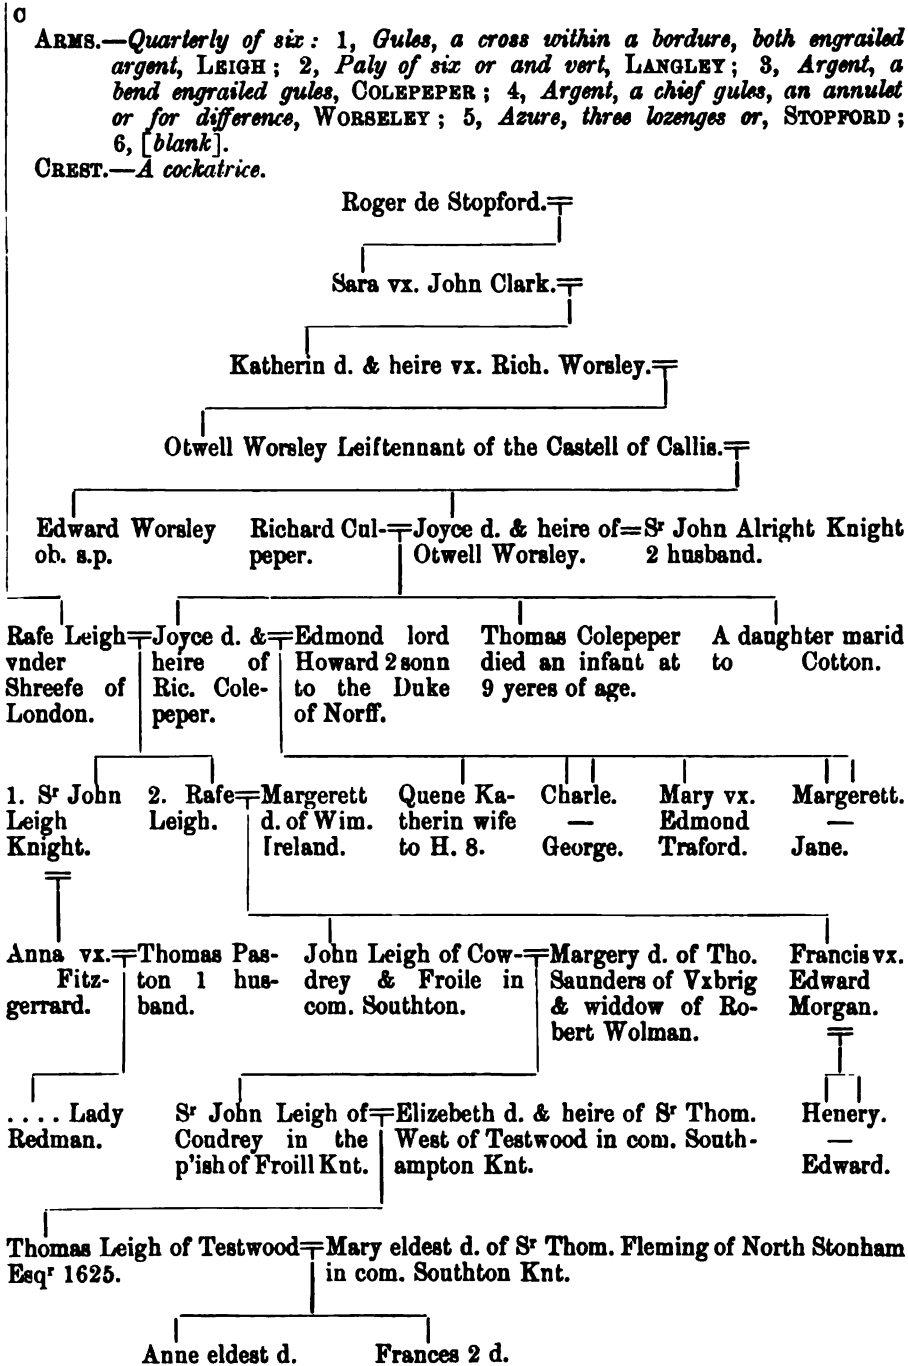 C
ARMS.—Quarterly of six: 1, Gules, a cross within a bordure, both engrailed
argent, LEIGH; 2, Paly of six or and vert, LANGLEY; 3, Argent, a
bend engrailed gules, COLEPEPER; 4, Argent, a chief gules, an annulet
or for difference, WORSELEY; 5, Azure, three lozenges or, STOPFORD;
6, [blank].
CREST.—A cockatrice.
Roger de Stopford.
Sara vx. John Clark.
Katherin d. & heire vx. Rich. Worsley.
Otwell Worsley Leiftennant of the Castell of Callis.
Edward Worsley
ob. s.p.
Richard Cul-
peper.
Joyce d. & heire of
Otwell Worsley.
Sr John Alright Knight
2 husband.
Rafe Leigh
vnder
Shreefe of
London.
Joyce d. &
heire of
Ric. Cole-
peper.
Edmond lord
Howard 2 sonn
to the Duke
of Norff.
Thomas Colepeper
died an infant at
9 yeres of age.
A daughter marid
to Cotton.
1. Sr John
Leigh
Knight.
2. Rafe
Leigh.
Margerett
d. of Wim.
Ireland.
Quene Ka-
therin wife
to H. 8.
Charle.
—
George.
Mary vx.
Edmond
Traford.
Margerett.
—
Jane.
Anna vx.
Fitz-
gerrard.
Thomas Pas-
ton 1 hus-
band.
John Leigh of Cow-
drey & Froile in
com. Southton.
Margery d. of Tho.
Saunders of Vxbrig
& widdow of Ro-
bert Wolman.
Francis vx.
Edward
Morgan.
.... Lady
Redman.
Sr John Leigh of
Coudrey in the
p'ish of Froill Knt.
Elizebeth d. & heire of Sr Thom.
West of Testwood in com. South-
ampton Knt.
Henery.
—
Edward.
Thomas Leigh of Testwood
Esqr 1625.
Mary eldest d. of Sr Thom. Fleming of North Stonham
in com. Southton Knt.
Anne eldest d.
Frances 2 d.